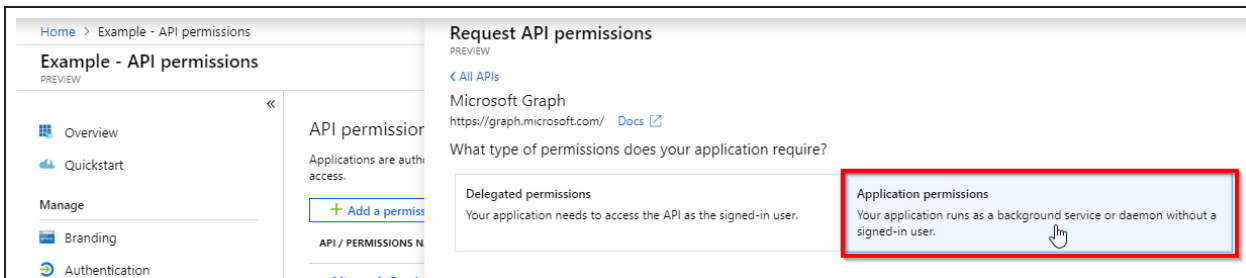 Home > Example - API permissions
Example - API permissions
PREVIEW
«
Overview
Quickstart
Manage
Branding
Authentication
API permission
Applications are auth
access.
+ Add a permiss
API / PERMISSIONS N
Request API permissions
PREVIEW
< All APIs
Microsoft Graph
https://graph.microsoft.com/ Docs
What type of permissions does your application require?
Delegated permissions
Your application needs to access the API as the signed-in user.
Application permissions
Your application runs as a background service or daemon without a
signed-in user.